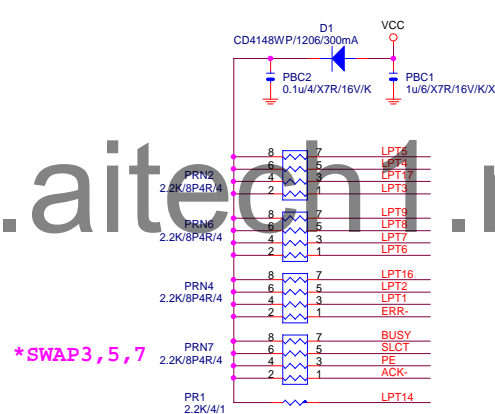 D1
VCC
CD4148WP/1206/300mA
PBC2
0.1u/4/X7R/16V/K
PBC1
1u/6/X7R/16V/K/X
8 7 LPT5
6 5 LPT4
PRN2 4 3 LPT17
2.2K/8P4R/4 2 1 LPT3
.aitech1.r
8 7 LPT9
PRN6 6 5 LPT8
2.2K/8P4R/4 4 3 LPT7
2 1 LPT6
8 7 LPT16
PRN4 6 5 LPT2
2.2K/8P4R/4 4 3 LPT1
2 1 ERR-
8 7 BUSY
PRN7 6 5 SLCT
*SWAP3,5,7 2.2K/8P4R/4 4 3 PE
2 1 ACK-
PR1 LPT14
2.2K/4/1